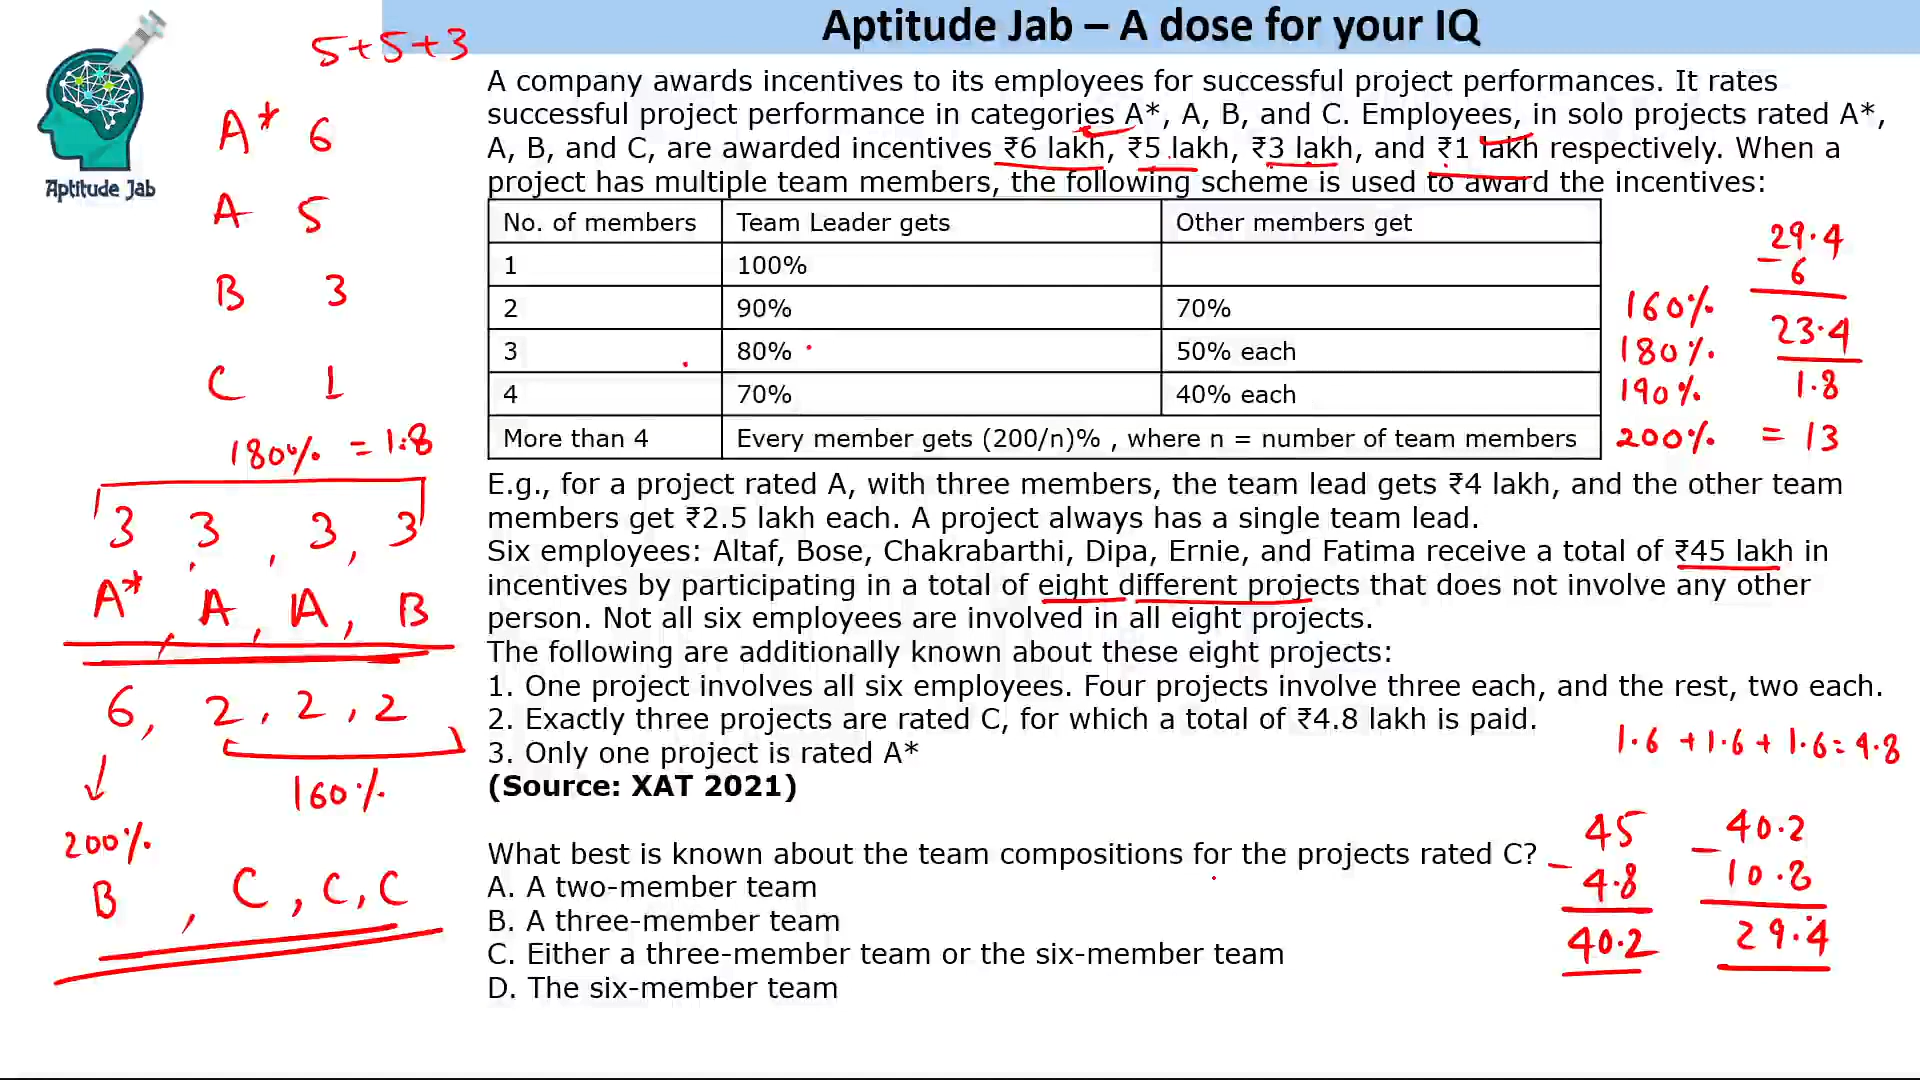 Aptitude Jab – A dose for your IQ
Aptitude Jab
5+5+3
A* 6
A 5
B 3
C 1
A company awards incentives to its employees for successful project performances. It rates
successful project performance in categories A*, A, B, and C. Employees, in solo projects rated A*,
A, B, and C, are awarded incentives ₹6 lakh, ₹5 lakh, ₹3 lakh, and ₹1 lakh respectively. When a
project has multiple team members, the following scheme is used to award the incentives:
No. of members Team Leader gets Other members get
1 100%
2 90% 70%
3 80% 50% each
4 70% 40% each
More than 4 Every member gets (200/n)% , where n = number of team members
160%
180%
190%
200%
29.4
- 6
23.4
1.8
= 13
E.g., for a project rated A, with three members, the team lead gets ₹4 lakh, and the other team
members get ₹2.5 lakh each. A project always has a single team lead.
Six employees: Altaf, Bose, Chakrabarthi, Dipa, Ernie, and Fatima receive a total of ₹45 lakh in
incentives by participating in a total of eight different projects that does not involve any other
person. Not all six employees are involved in all eight projects.
The following are additionally known about these eight projects:
1. One project involves all six employees. Four projects involve three each, and the rest, two each.
2. Exactly three projects are rated C, for which a total of ₹4.8 lakh is paid.
3. Only one project is rated A*
(Source: XAT 2021)
1.6 + 1.6 + 1.6 = 4.8
What best is known about the team compositions for the projects rated C?
A. A two-member team
B. A three-member team
C. Either a three-member team or the six-member team
D. The six-member team
180% = 1.8
3 3 , 3, 3
A*, A, A, B
6, 2, 2, 2
160%
200%
B , C, C, C
45
- 4.8
40.2
40.2
- 10.8
29.4